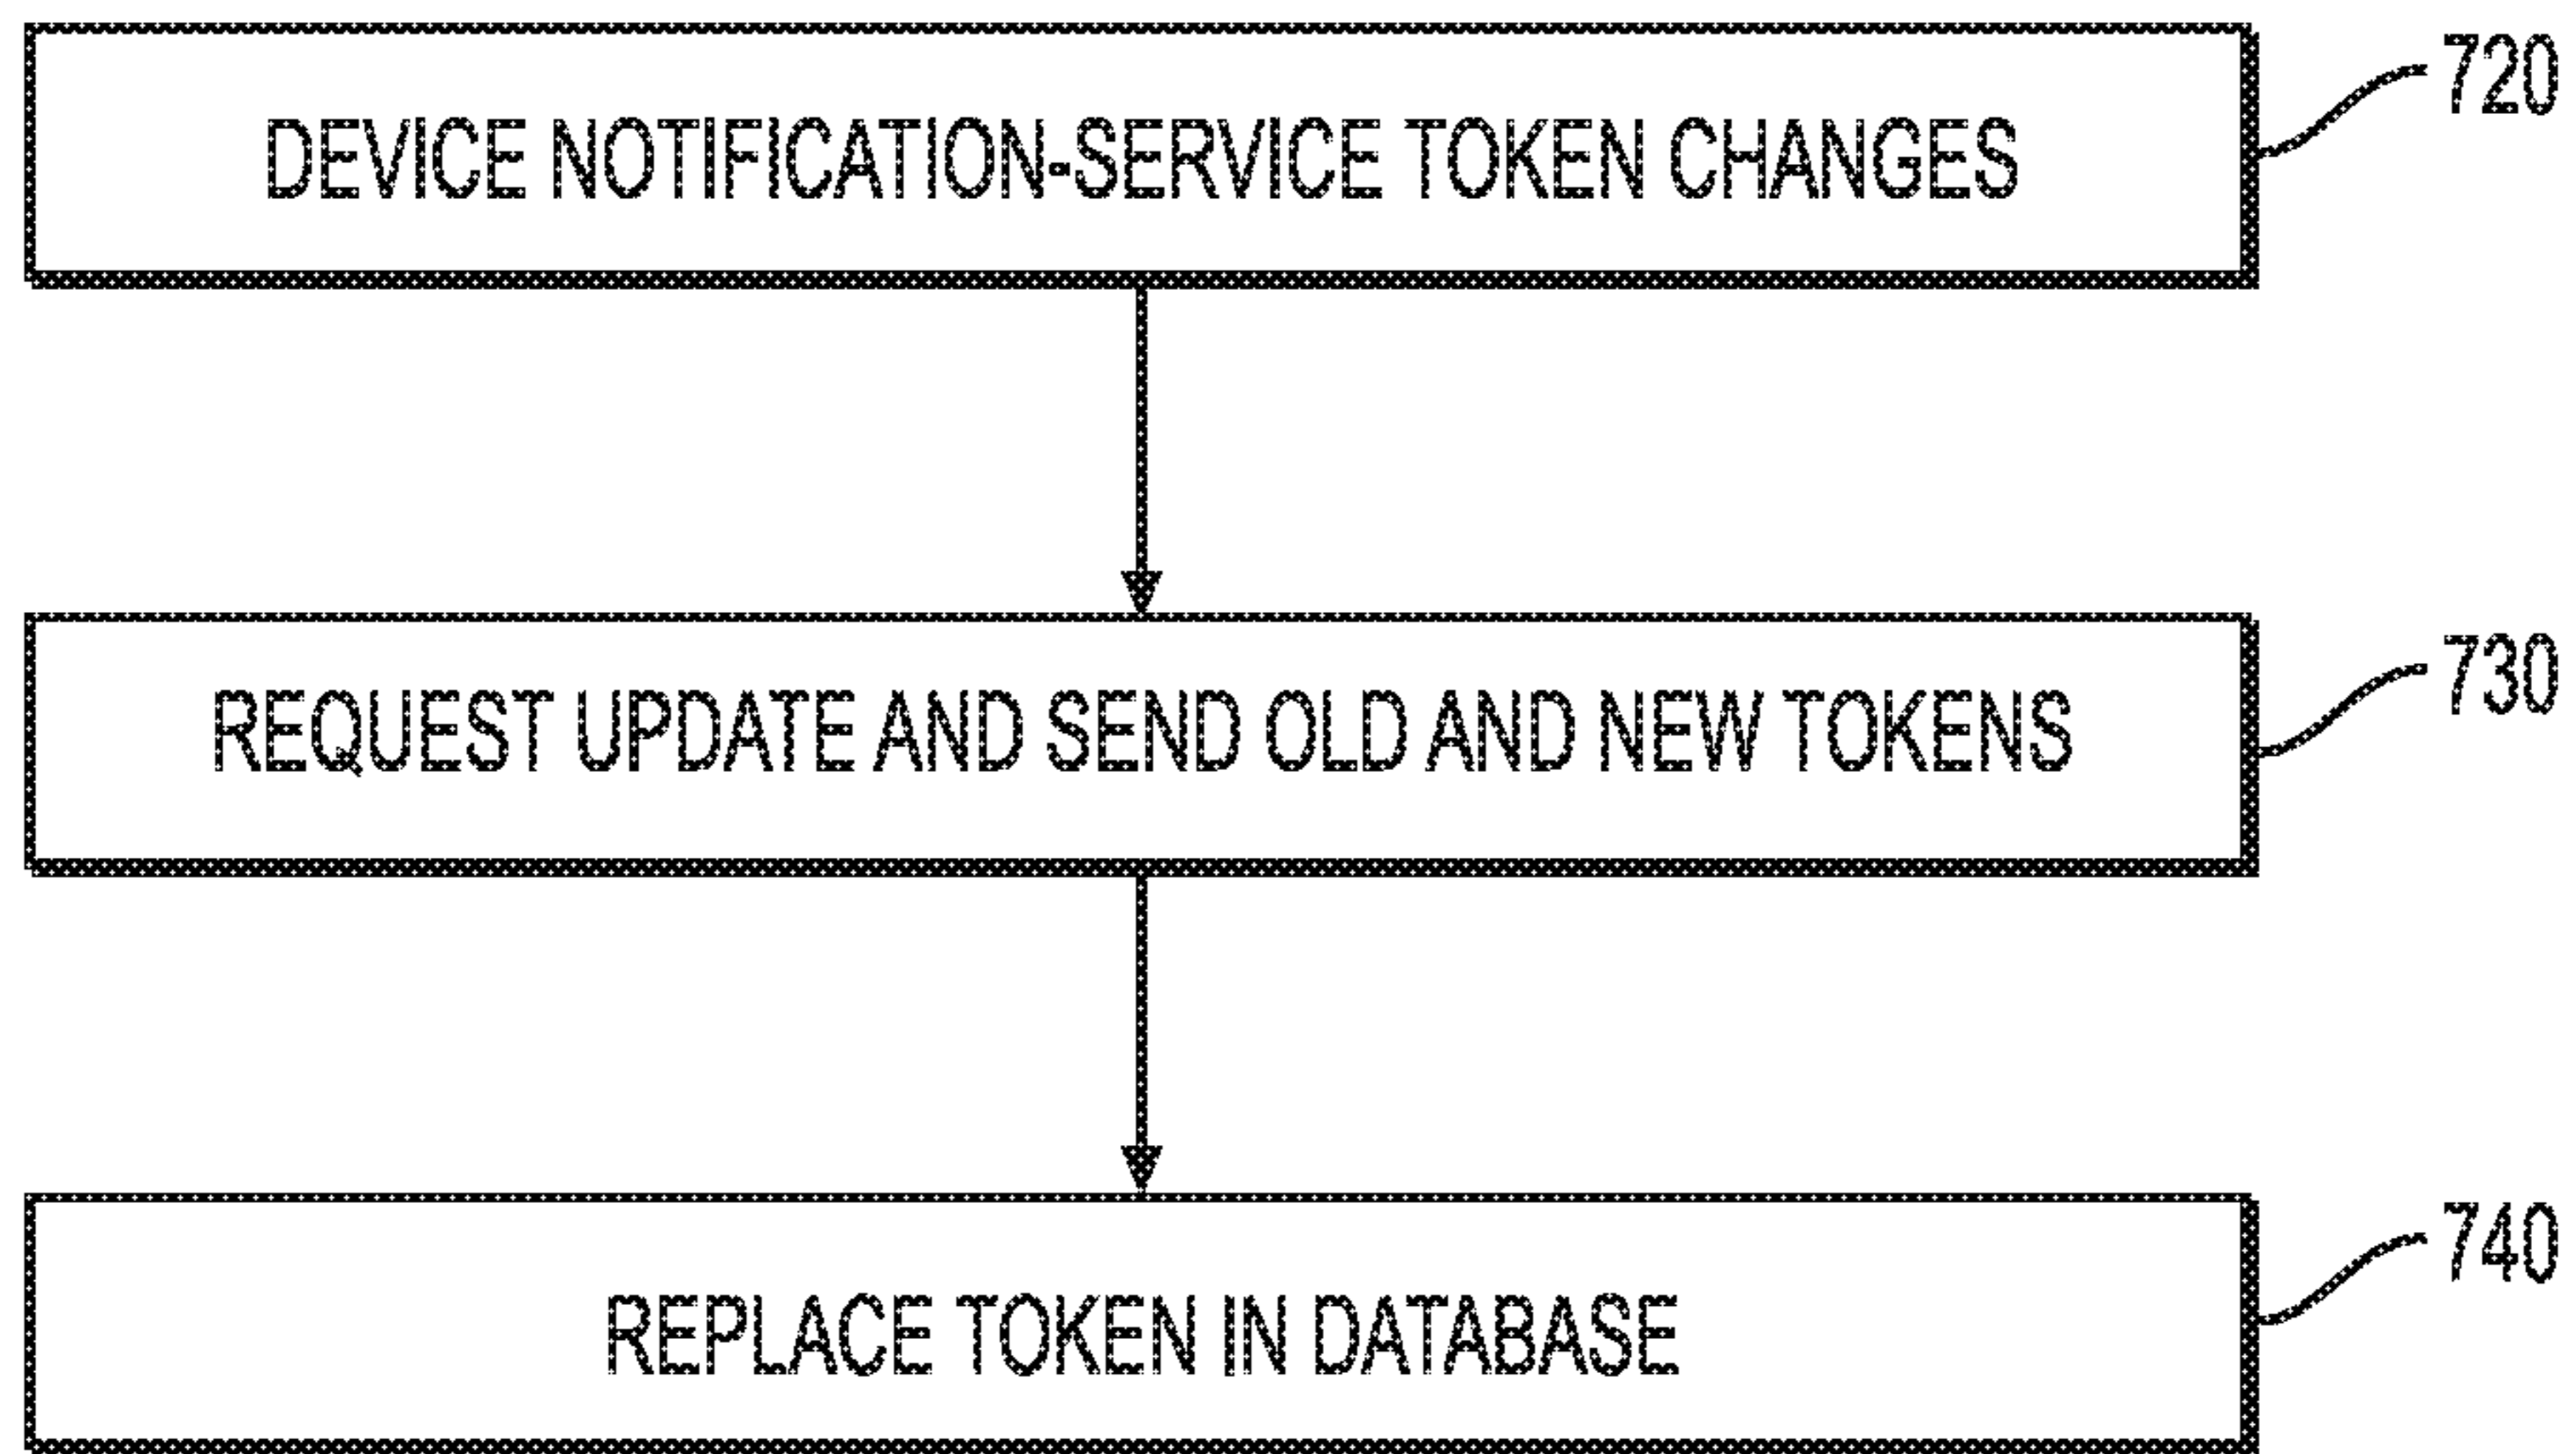 720
DEVICE NOTIFICATION-SERVICE TOKEN CHANGES
730
REQUEST UPDATE AND SEND OLD AND NEW TOKENS
740
REPLACE TOKEN IN DATABASE